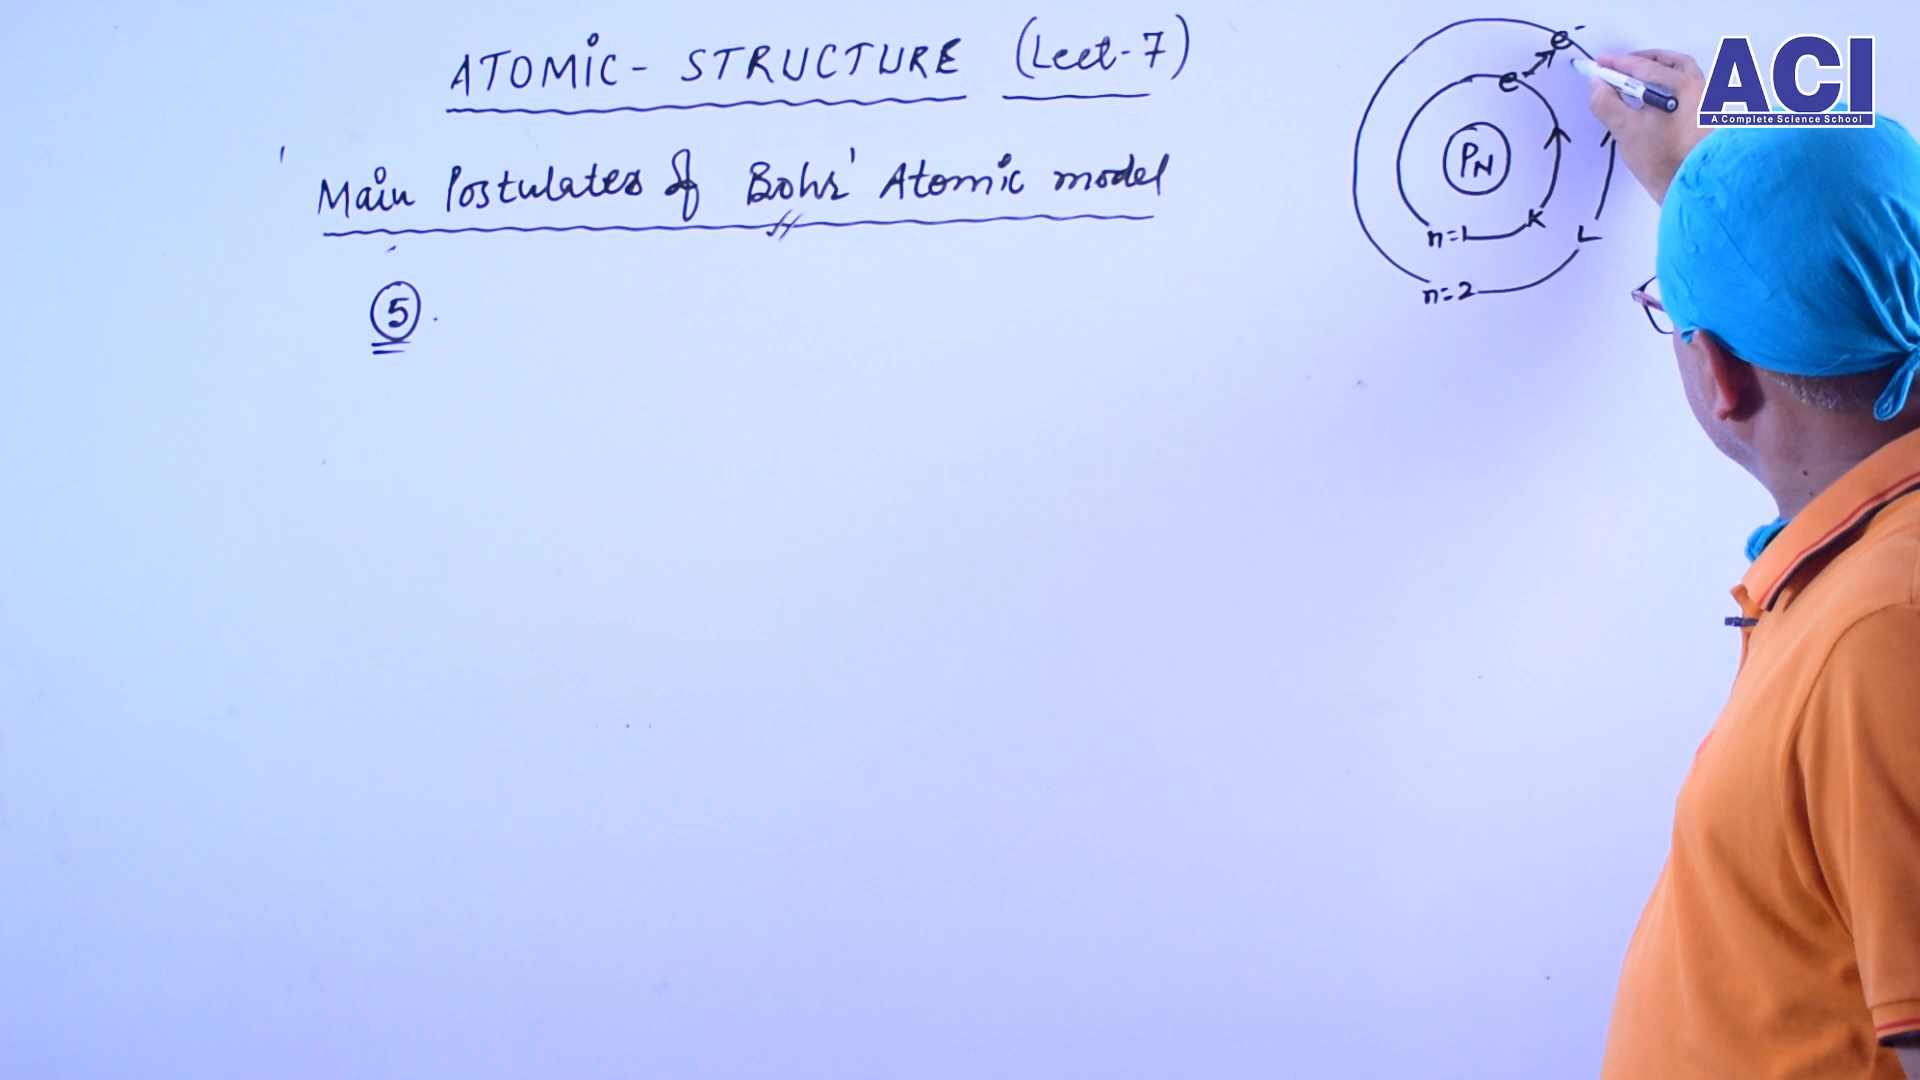 ATOMIC - STRUCTURE (Lect-7)
Main Postulates of Bohr' Atomic model
5.
e-
e-
PN
K
n=1
L
n=2
ACI
A Complete Science School